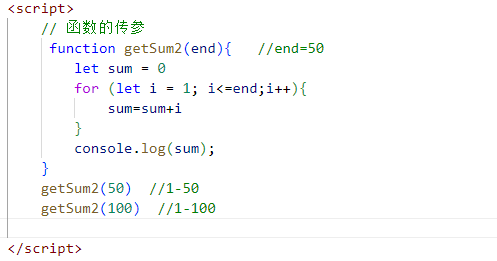 <script>
// 函数的传参
function getSum2(end){   //end=50
let sum = 0
for (let i = 1; i<=end;i++){
sum=sum+i
}
console.log(sum);
}
getSum2(50)  //1-50
getSum2(100)  //1-100
</script>